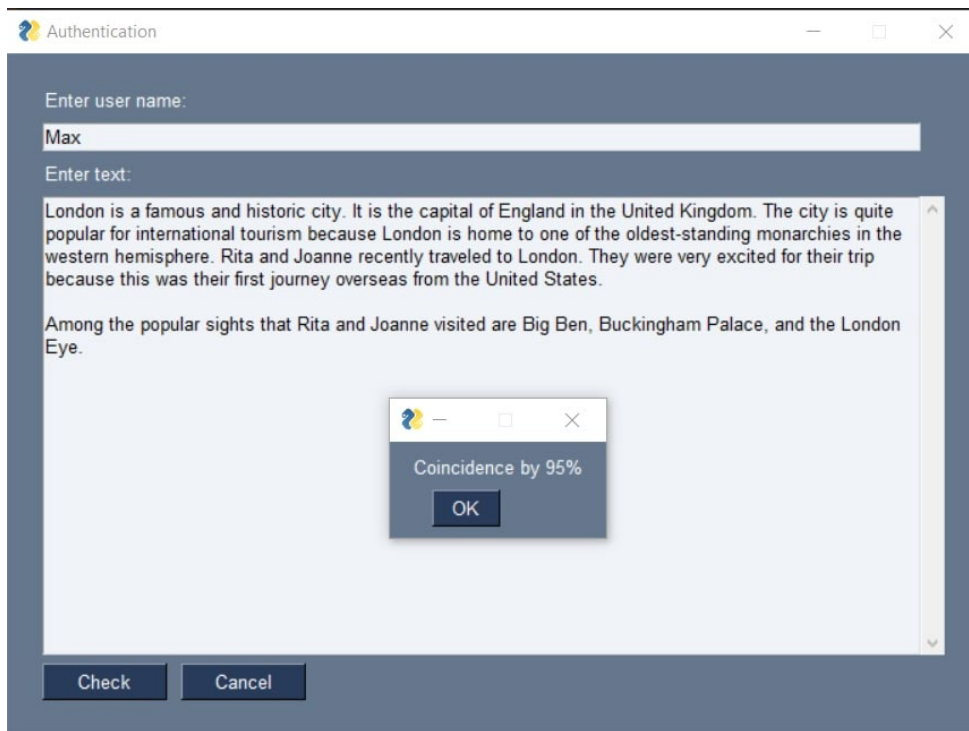 Authentication
Enter user name:
Max
Enter text:
London is a famous and historic city. It is the capital of England in the United Kingdom. The city is quite
popular for international tourism because London is home to one of the oldest-standing monarchies in the
western hemisphere. Rita and Joanne recently traveled to London. They were very excited for their trip
because this was their first journey overseas from the United States.
Among the popular sights that Rita and Joanne visited are Big Ben, Buckingham Palace, and the London
Eye.
Coincidence by 95%
OK
Check Cancel